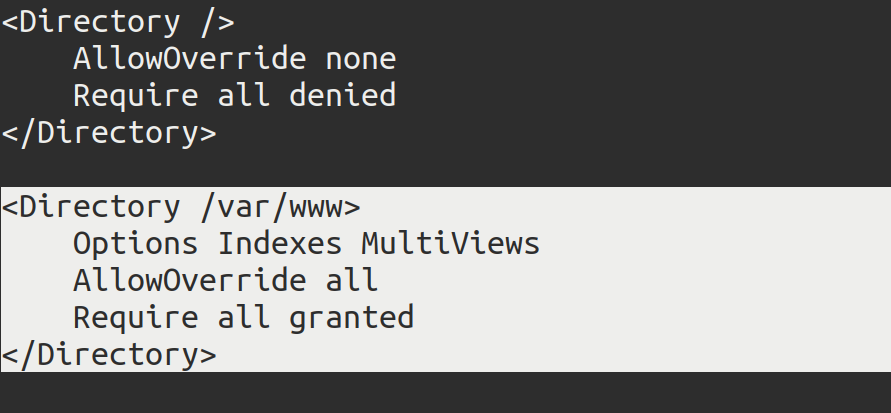 <Directory />
    AllowOverride none
    Require all denied
</Directory>

<Directory /var/www>
    Options Indexes MultiViews
    AllowOverride all
    Require all granted
</Directory>